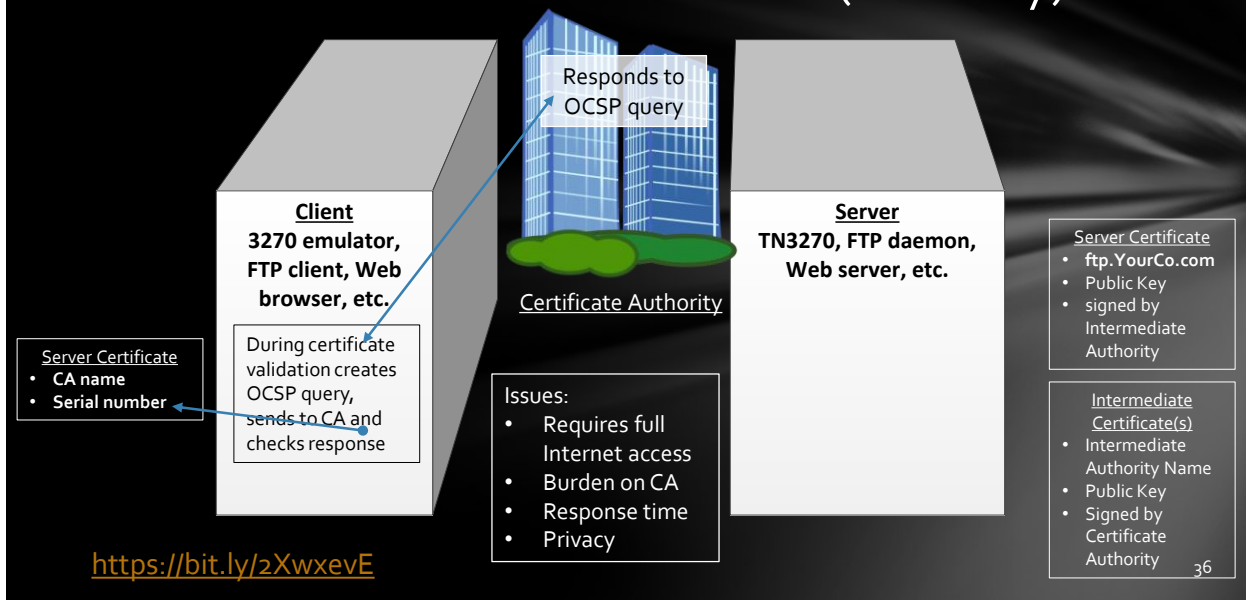 Responds to
OCSP query
Client
3270 emulator,
FTP client, Web
browser, etc.
During certificate
validation creates
OCSP query,
sends to CA and
checks response
Server Certificate
• CA name
• Serial number
Certificate Authority
Issues:
• Requires full
Internet access
• Burden on CA
• Response time
• Privacy
Server
TN3270, FTP daemon,
Web server, etc.
Server Certificate
• ftp.YourCo.com
• Public Key
• signed by
Intermediate
Authority
Intermediate
Certificate(s)
• Intermediate
Authority Name
• Public Key
• Signed by
Certificate
Authority
https://bit.ly/2XwxevE
36